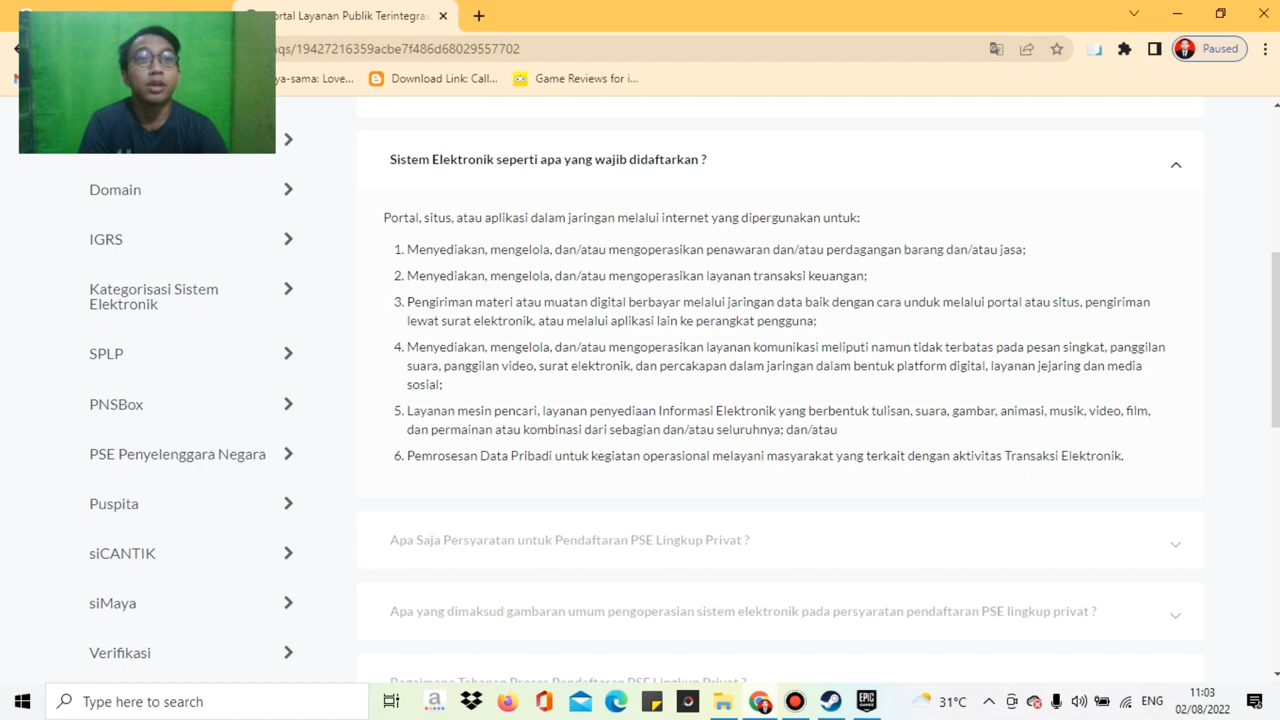 ortal Layanan Publik Terintegras
Paused
aqs/19427216359acbe7f486d68029557702
ya-sama: Love...
Download Link: Call...
Game Reviews for i...
Domain
IGRS
Kategorisasi Sistem
Elektronik
SPLP
PNSBox
PSE Penyelenggara Negara
Puspita
siCANTIK
siMaya
Verifikasi
Sistem Elektronik seperti apa yang wajib didaftarkan ?
Portal, situs, atau aplikasi dalam jaringan melalui internet yang dipergunakan untuk:
1. Menyediakan, mengelola, dan/atau mengoperasikan penawaran dan/atau perdagangan barang dan/atau jasa;
2. Menyediakan, mengelola, dan/atau mengoperasikan layanan transaksi keuangan;
3. Pengiriman materi atau muatan digital berbayar melalui jaringan data baik dengan cara unduk melalui portal atau situs, pengiriman
lewat surat elektronik, atau melalui aplikasi lain ke perangkat pengguna;
4. Menyediakan, mengelola, dan/atau mengoperasikan layanan komunikasi meliputi namun tidak terbatas pada pesan singkat, panggilan
suara, panggilan video, surat elektronik, dan percakapan dalam jaringan dalam bentuk platform digital, layanan jejaring dan media
sosial;
5. Layanan mesin pencari, layanan penyediaan Informasi Elektronik yang berbentuk tulisan, suara, gambar, animasi, musik, video, film,
dan permainan atau kombinasi dari sebagian dan/atau seluruhnya; dan/atau
6. Pemrosesan Data Pribadi untuk kegiatan operasional melayani masyarakat yang terkait dengan aktivitas Transaksi Elektronik.
Apa Saja Persyaratan untuk Pendaftaran PSE Lingkup Privat ?
Apa yang dimaksud gambaran umum pengoperasian sistem elektronik pada persyaratan pendaftaran PSE lingkup privat ?
Bagaimana Tahapan Proses Pendaftaran PSE Lingkup Privat ?
Type here to search
31°C
ENG
11:03
02/08/2022